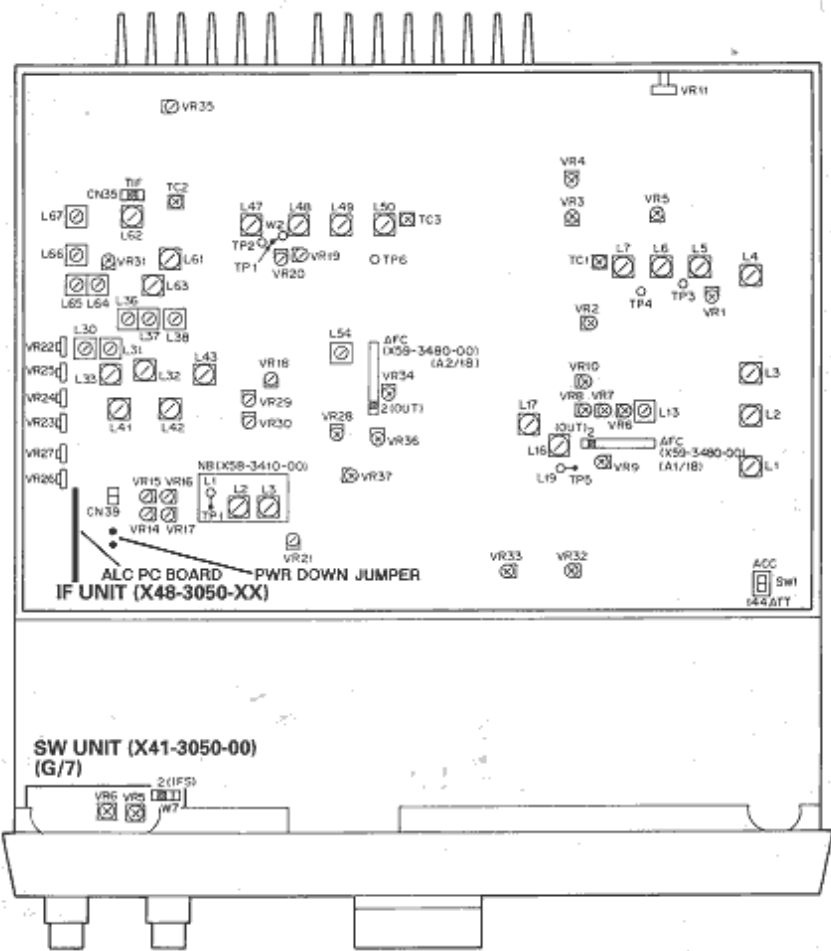 VR11
VR35
VR4
TIF
CN35
TC2
L67
L62
L47
L48
L49
L50
TC3
VR3
VR5
W2
TP2
TP1
VR19
VR20
TP6
L66
VR31
L61
TC1
L7
L6
L5
L4
TP4
TP3
VR1
L65
L64
L63
L36
L37
L38
VR2
L30
L31
VR22
L54
AFC
(X59-3480-00)
(A2/18)
L43
VR25
L33
L32
VR18
VR34
VR10
L3
VR24
VR29
2(OUT)
VR8
VR7
VR6
L13
L41
L42
VR30
VR28
VR36
L17
L2
VR23
(OUT)
2
AFC
(X59-3480-00)
(A1/18)
L16
VR27
NB(X58-3410-00)
VR37
L19
TP5
VR9
L1
VR26
VR15
VR16
L1
L2
L3
CN39
VR14
VR17
TP1
VR21
VR33
VR32
ACC
SW1
144ATT
ALC PC BOARD
PWR DOWN JUMPER
IF UNIT (X48-3050-XX)
SW UNIT (X41-3050-00)
(G/7)
2(IFS)
VR6
VR5
W7